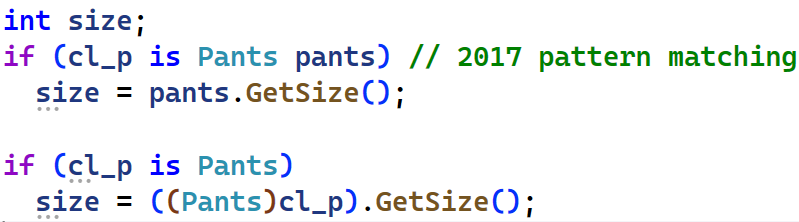 int size;
if (cl_p is Pants pants) // 2017 pattern matching
size = pants.GetSize();
if (cl_p is Pants)
size = ((Pants)cl_p).GetSize();